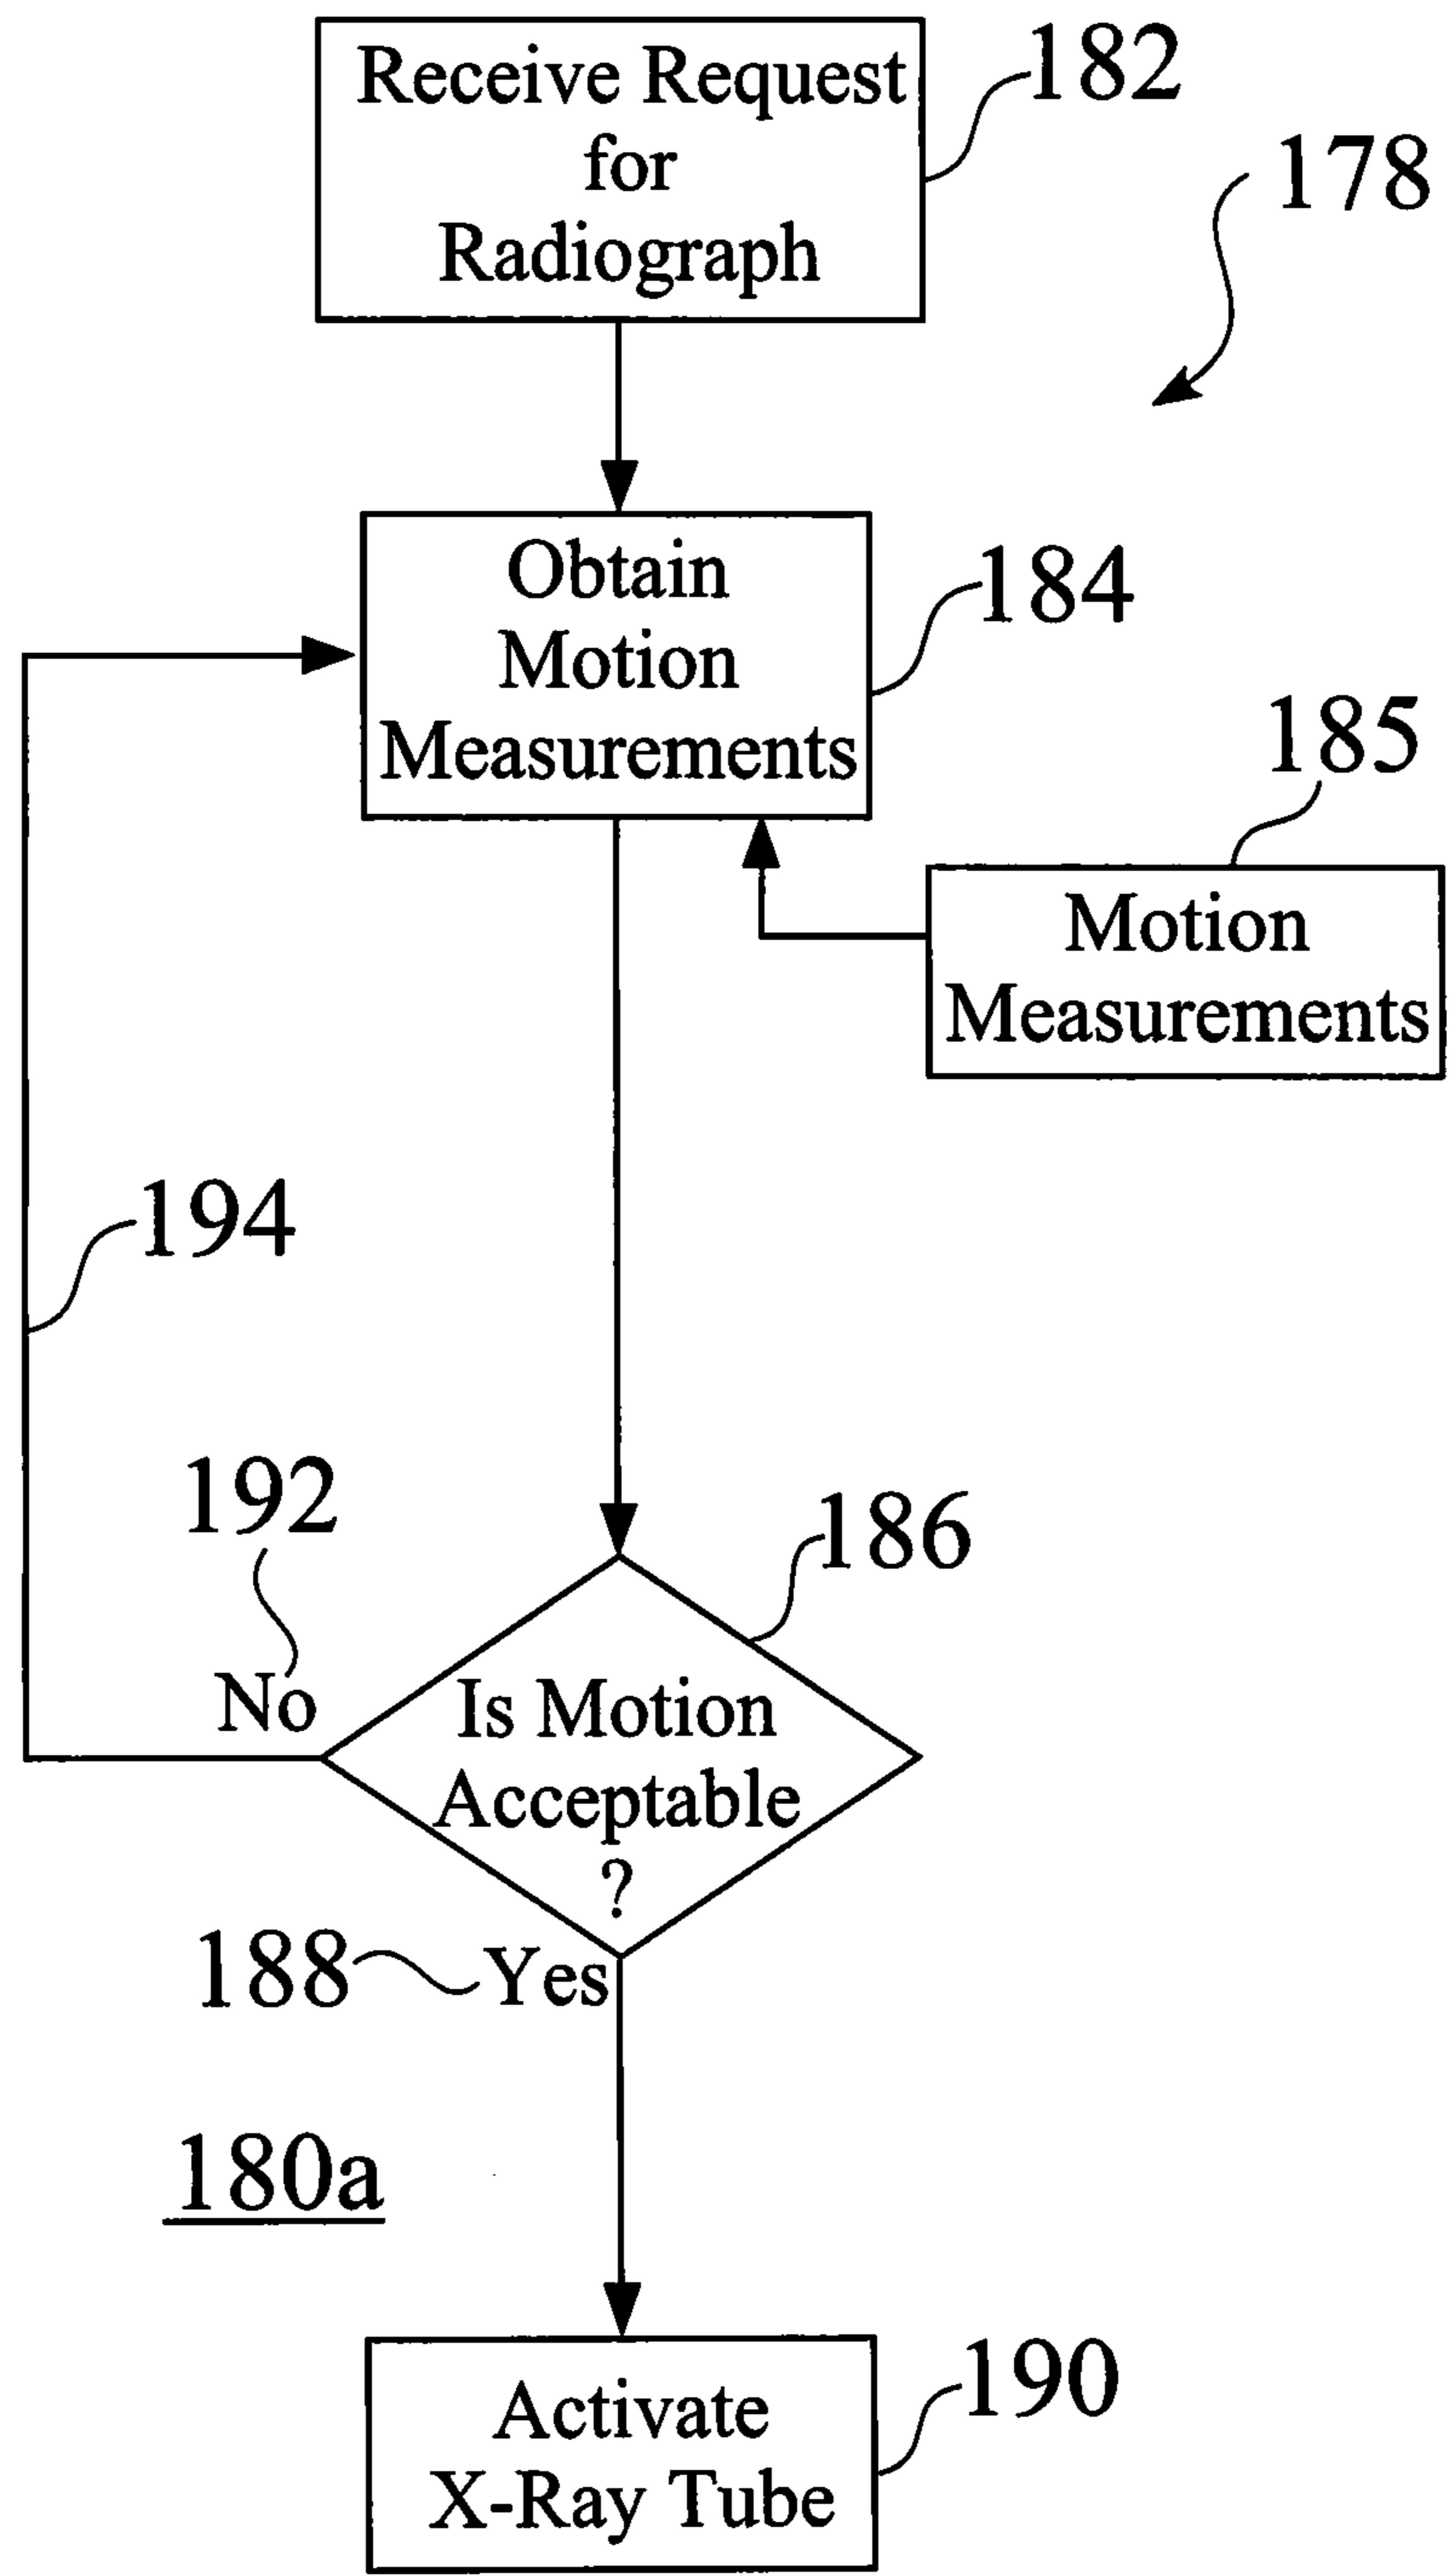 Receive Request
for
Radiograph
182
178
Obtain
Motion
Measurements
184
185
Motion
Measurements
194
192
No
186
Is Motion
Acceptable
?
188
Yes
180a
Activate
X-Ray Tube
190